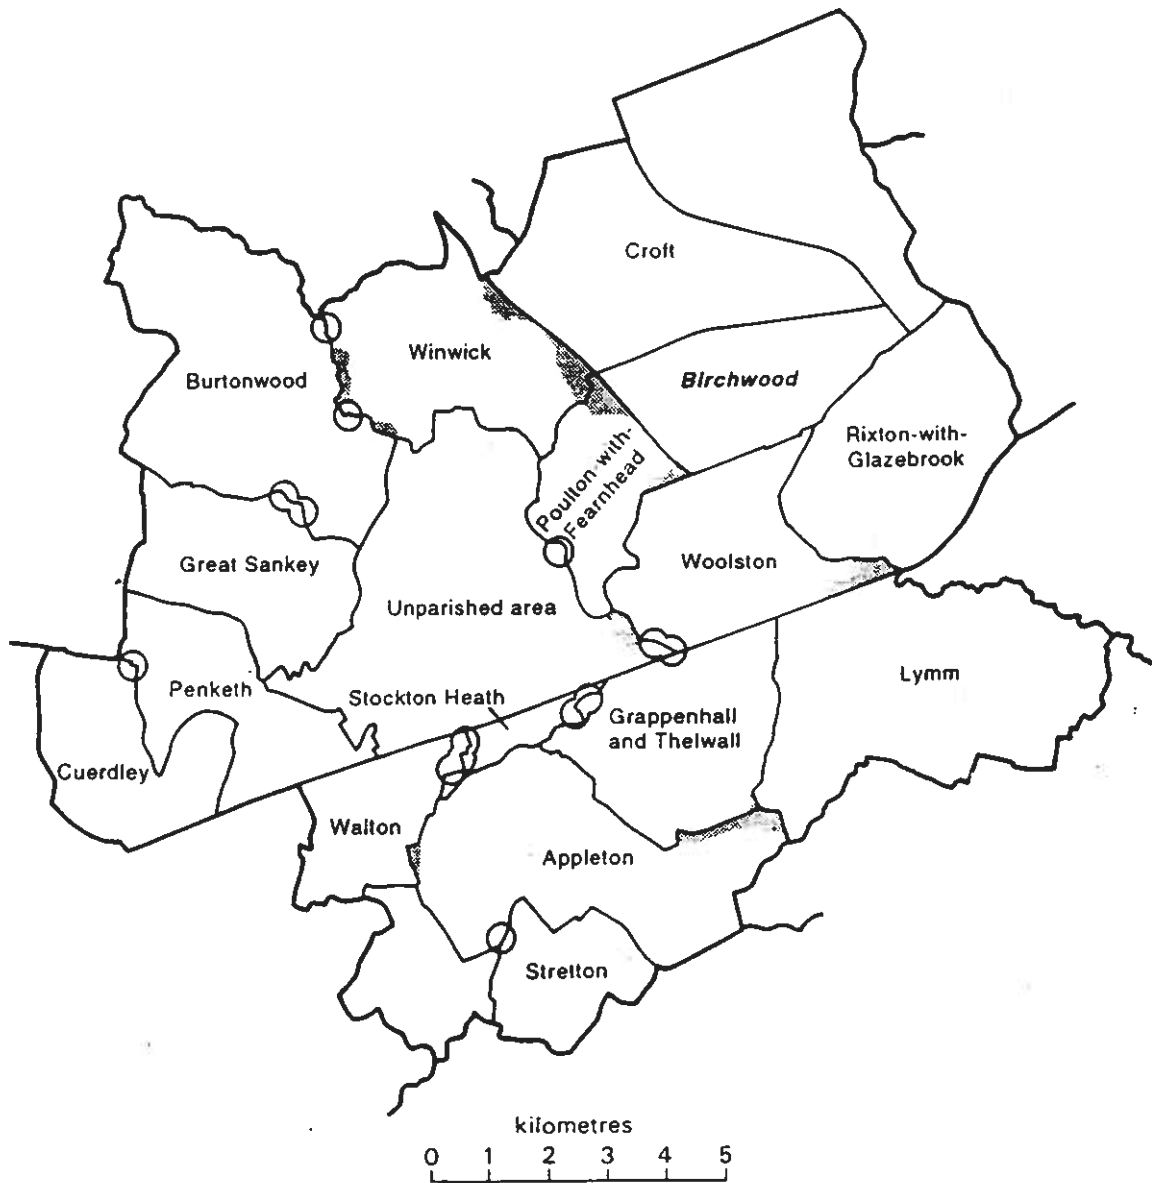 Croft
Winwick
Burtonwood
Birchwood
Rixton-with-
Glazebrook
Poulton-with-
Fearnhead
Great Sankey
Woolston
Unparished area
Lymm
Penketh
Stockton Heath
Grappenhall
and Thelwall
Cuerdley
Walton
Appleton
Stretton
kilometres
0 1 2 3 4 5